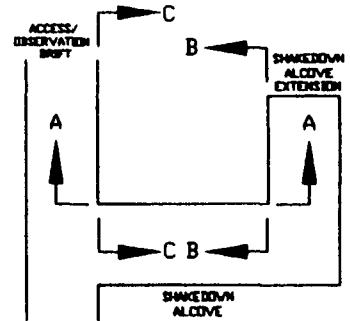 C
ACCESS/
OBSERVATION
DRIFT
B
SHAKEDOWN
ALCOVE
EXTENSION
A
A
C B
SHAKEDOWN
ALCOVE